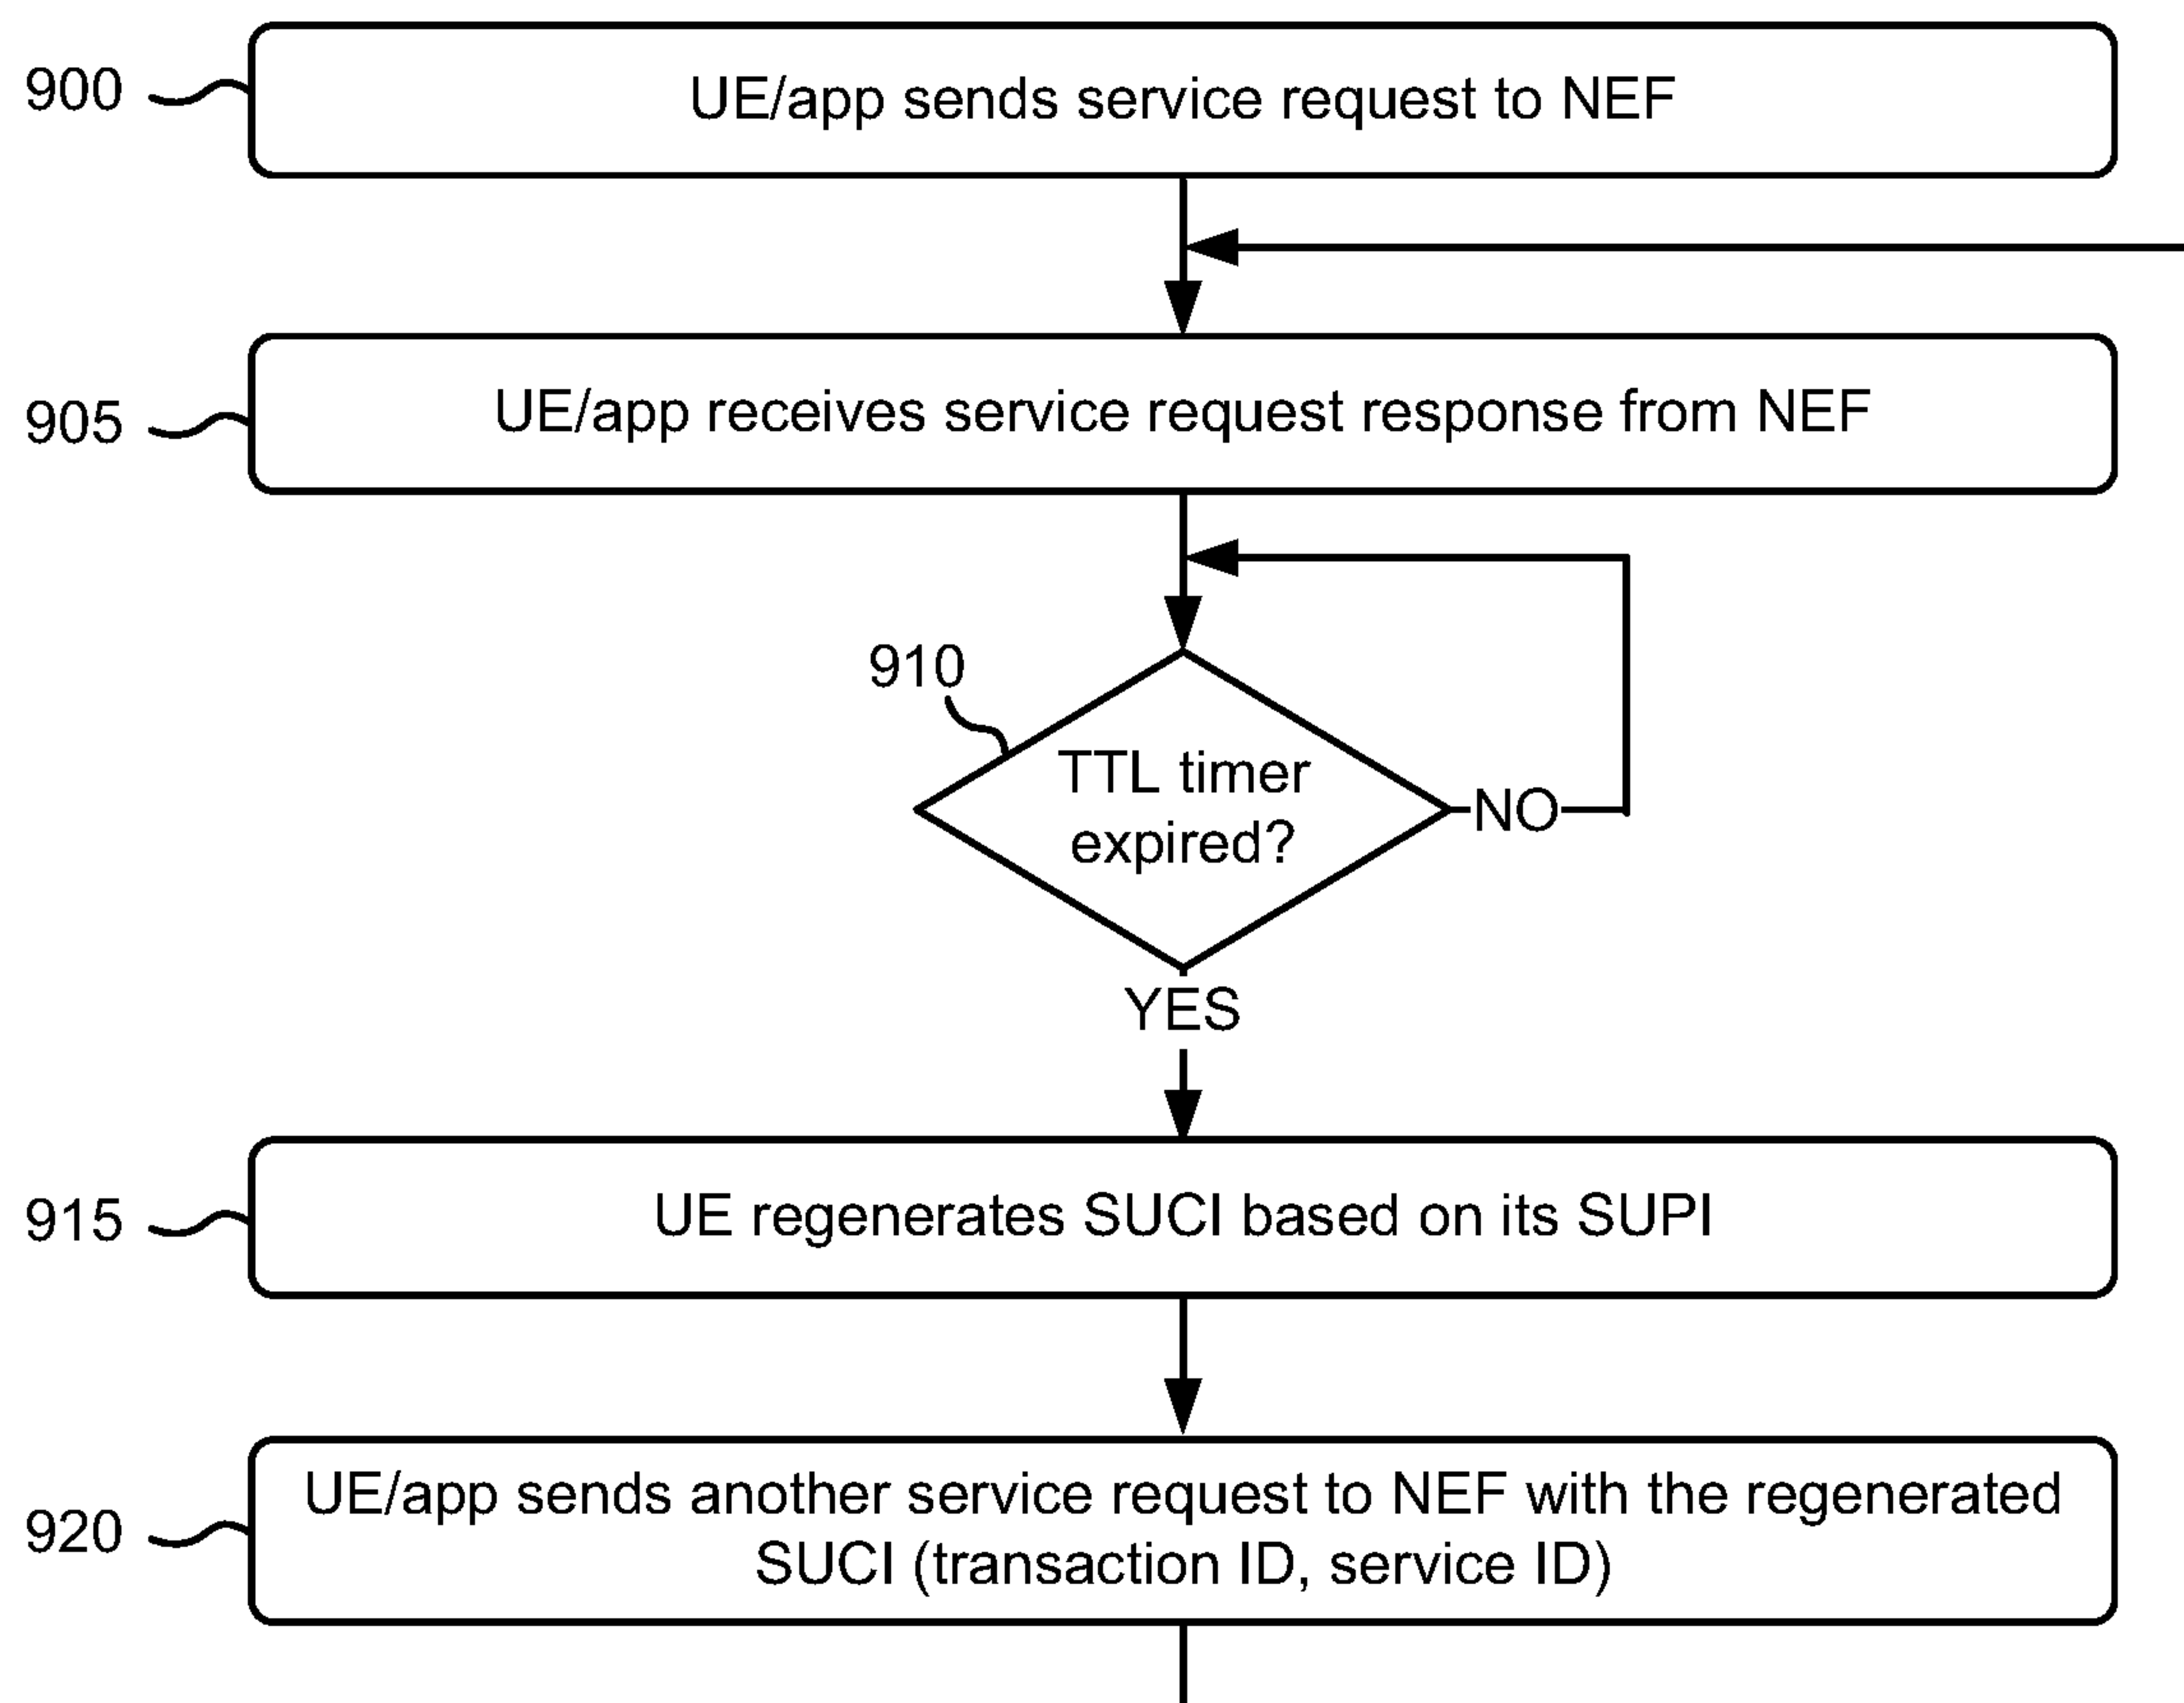 900
UE/app sends service request to NEF
905
UE/app receives service request response from NEF
910
TTL timer
expired?
NO
YES
915
UE regenerates SUCI based on its SUPI
920
UE/app sends another service request to NEF with the regenerated
SUCI (transaction ID, service ID)